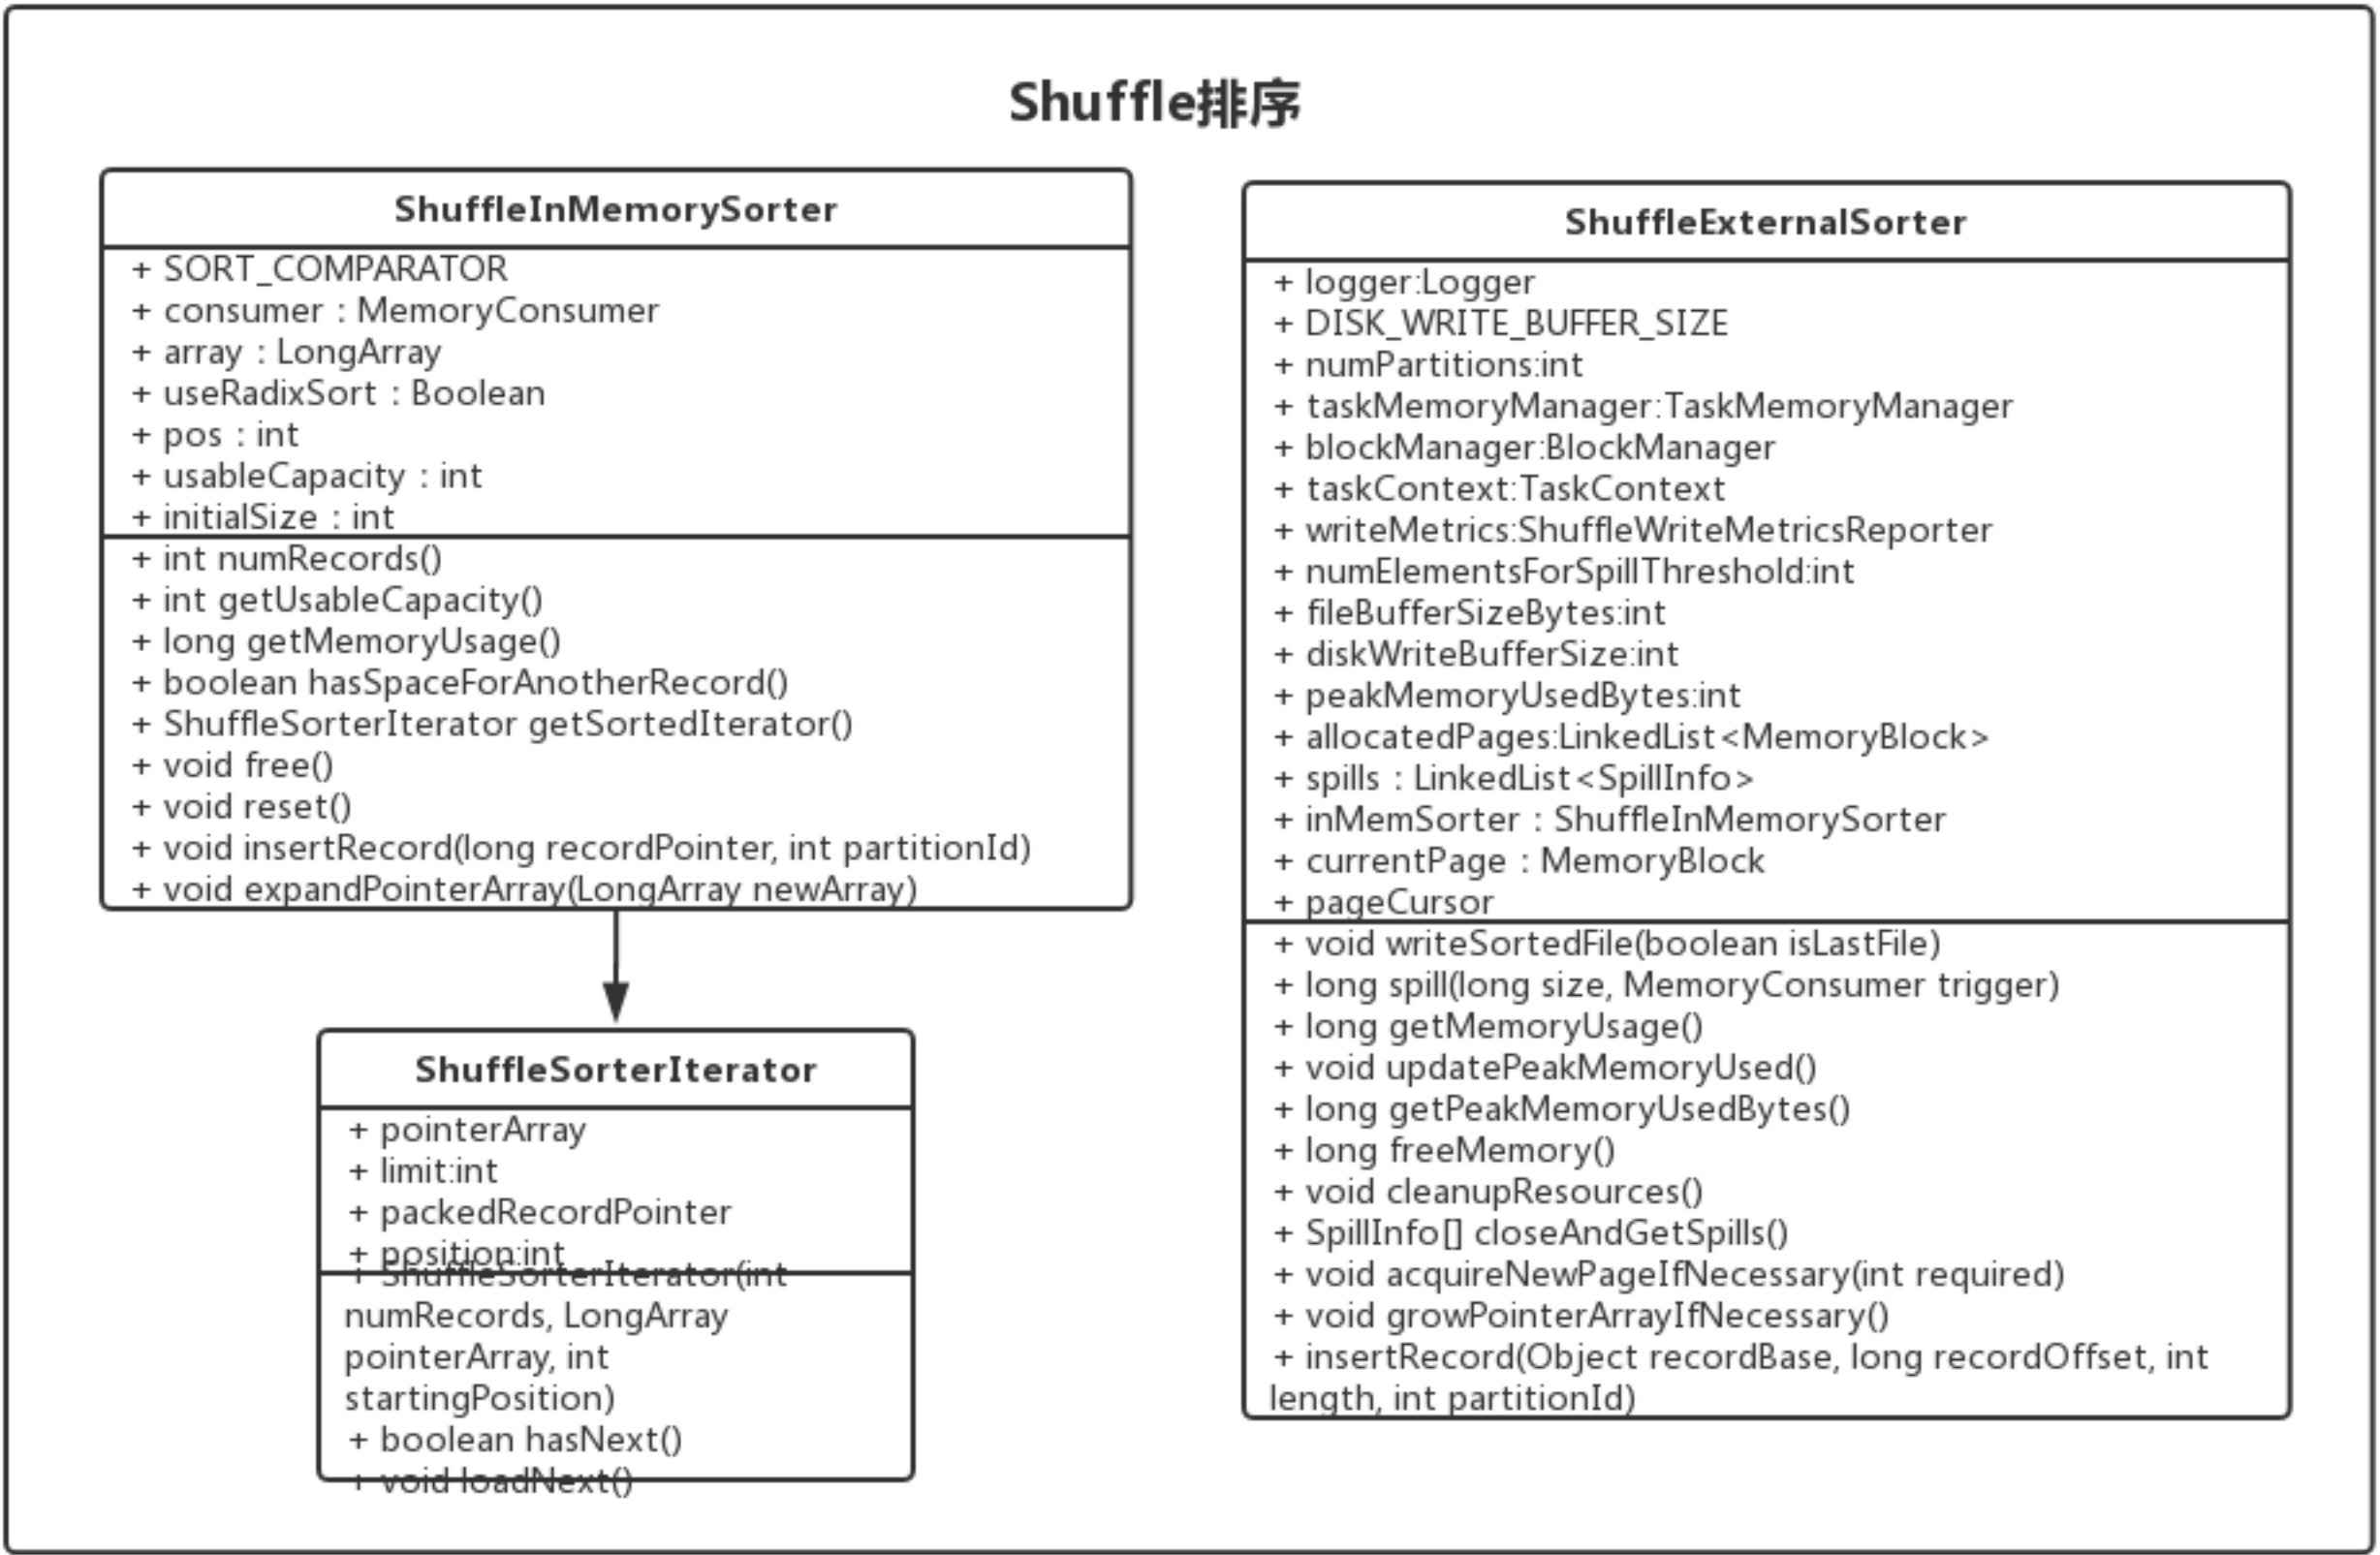 Shuffle排序
ShuffleInMemorySorter
+ SORT_COMPARATOR
+ consumer : MemoryConsumer
+ array : LongArray
+ useRadixSort : Boolean
+ pos : int
+ usableCapacity : int
+ initialSize : int
+ int numRecords()
+ int getUsableCapacity()
+ long getMemoryUsage()
+ boolean hasSpaceForAnotherRecord()
+ ShuffleSorterIterator getSortedIterator()
+ void free()
+ void reset()
+ void insertRecord(long recordPointer, int partitionId)
+ void expandPointerArray(LongArray newArray)
ShuffleSorterIterator
+ pointerArray
+ limit:int
+ packedRecordPointer
+ position:int
+ ShuffleSorterIterator(int
numRecords, LongArray
pointerArray, int
startingPosition)
+ boolean hasNext()
+ void loadNext()
ShuffleExternalSorter
+ logger:Logger
+ DISK_WRITE_BUFFER_SIZE
+ numPartitions:int
+ taskMemoryManager:TaskMemoryManager
+ blockManager:BlockManager
+ taskContext:TaskContext
+ writeMetrics:ShuffleWriteMetricsReporter
+ numElementsForSpillThreshold:int
+ fileBufferSizeBytes:int
+ diskWriteBufferSize:int
+ peakMemoryUsedBytes:int
+ allocatedPages:LinkedList<MemoryBlock>
+ spills : LinkedList<SpillInfo>
+ inMemSorter : ShuffleInMemorySorter
+ currentPage : MemoryBlock
+ pageCursor
+ void writeSortedFile(boolean isLastFile)
+ long spill(long size, MemoryConsumer trigger)
+ long getMemoryUsage()
+ void updatePeakMemoryUsed()
+ long getPeakMemoryUsedBytes()
+ long freeMemory()
+ void cleanupResources()
+ SpillInfo[] closeAndGetSpills()
+ void acquireNewPageIfNecessary(int required)
+ void growPointerArrayIfNecessary()
+ insertRecord(Object recordBase, long recordOffset, int
length, int partitionId)